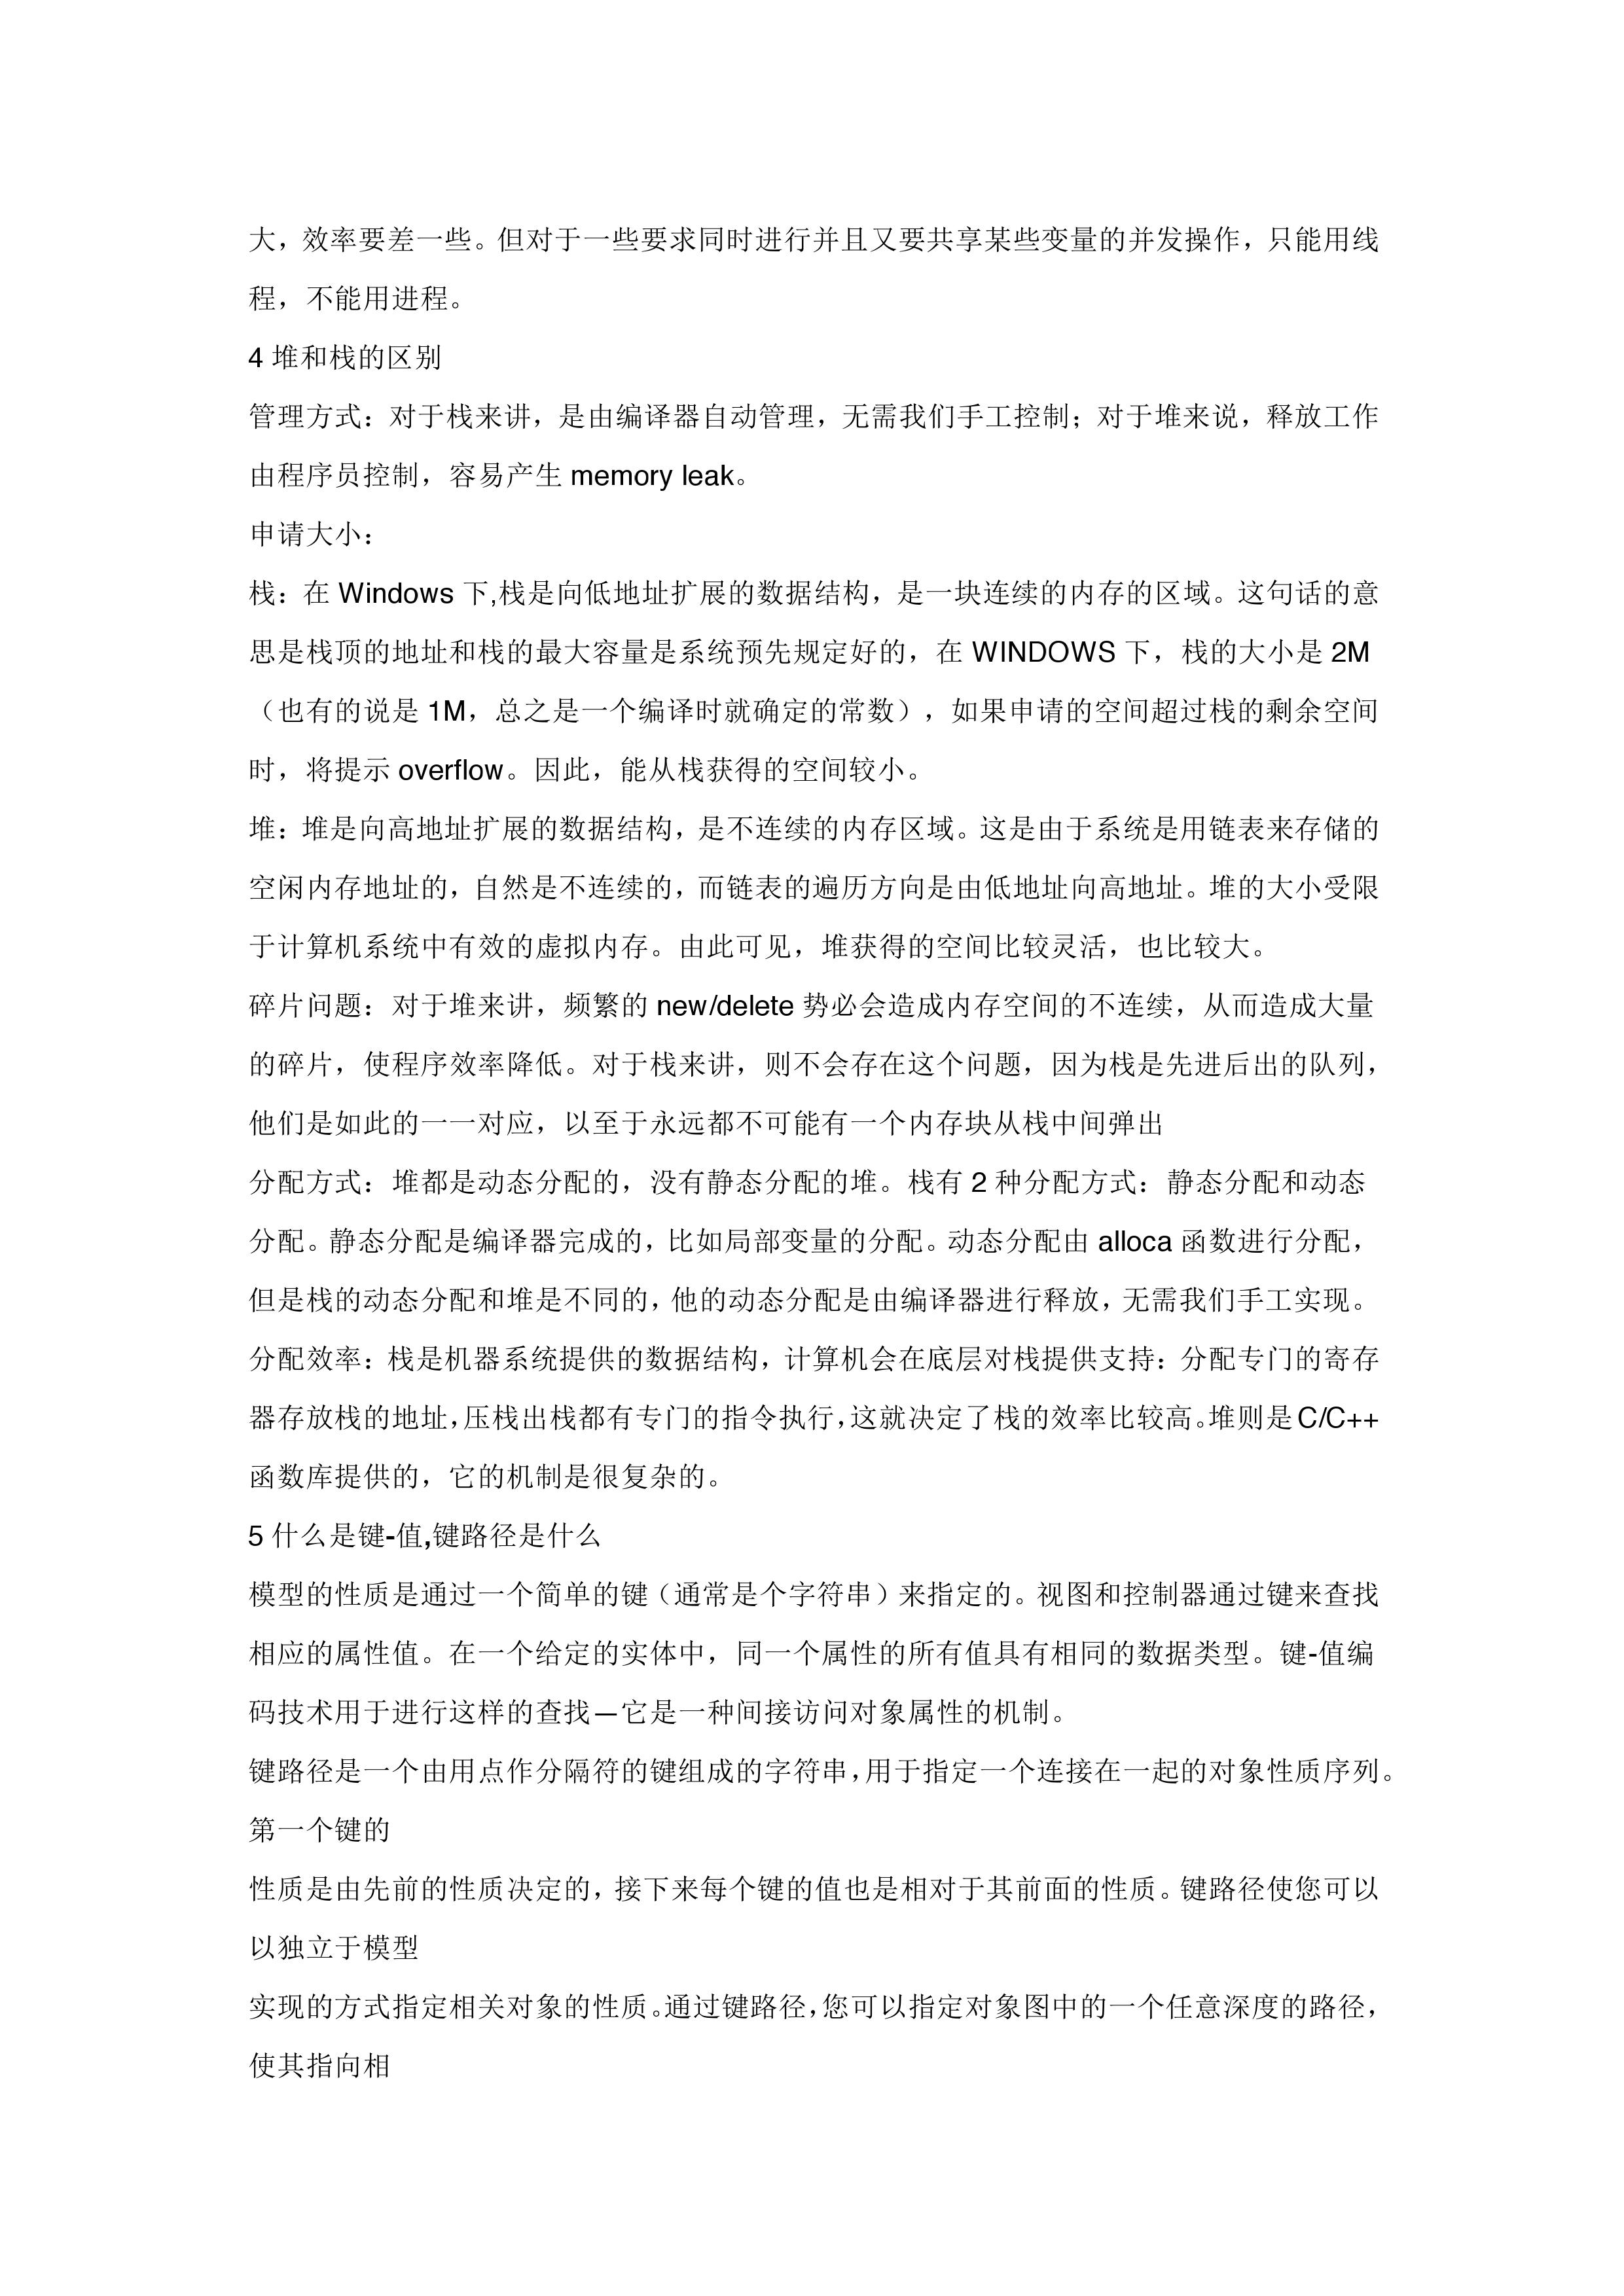 大，效率要差一些。但对于一些要求同时进行并且又要共享某些变量的并发操作，只能用线
程，不能用进程。
4 堆和栈的区别
管理方式：对于栈来讲，是由编译器自动管理，无需我们手工控制；对于堆来说，释放工作
由程序员控制，容易产生 memory leak。
申请大小：
栈：在 Windows 下,栈是向低地址扩展的数据结构，是一块连续的内存的区域。这句话的意
思是栈顶的地址和栈的最大容量是系统预先规定好的，在 WINDOWS 下，栈的大小是 2M
（也有的说是 1M，总之是一个编译时就确定的常数），如果申请的空间超过栈的剩余空间
时，将提示 overflow。因此，能从栈获得的空间较小。
堆：堆是向高地址扩展的数据结构，是不连续的内存区域。这是由于系统是用链表来存储的
空闲内存地址的，自然是不连续的，而链表的遍历方向是由低地址向高地址。堆的大小受限
于计算机系统中有效的虚拟内存。由此可见，堆获得的空间比较灵活，也比较大。
碎片问题：对于堆来讲，频繁的 new/delete 势必会造成内存空间的不连续，从而造成大量
的碎片，使程序效率降低。对于栈来讲，则不会存在这个问题，因为栈是先进后出的队列，
他们是如此的一一对应，以至于永远都不可能有一个内存块从栈中间弹出
分配方式：堆都是动态分配的，没有静态分配的堆。栈有 2 种分配方式：静态分配和动态
分配。静态分配是编译器完成的，比如局部变量的分配。动态分配由 alloca 函数进行分配，
但是栈的动态分配和堆是不同的，他的动态分配是由编译器进行释放，无需我们手工实现。
分配效率：栈是机器系统提供的数据结构，计算机会在底层对栈提供支持：分配专门的寄存
器存放栈的地址，压栈出栈都有专门的指令执行，这就决定了栈的效率比较高。堆则是 C/C++
函数库提供的，它的机制是很复杂的。
5 什么是键-值,键路径是什么
模型的性质是通过一个简单的键（通常是个字符串）来指定的。视图和控制器通过键来查找
相应的属性值。在一个给定的实体中，同一个属性的所有值具有相同的数据类型。键-值编
码技术用于进行这样的查找—它是一种间接访问对象属性的机制。
键路径是一个由用点作分隔符的键组成的字符串，用于指定一个连接在一起的对象性质序列。
第一个键的
性质是由先前的性质决定的，接下来每个键的值也是相对于其前面的性质。键路径使您可以
以独立于模型
实现的方式指定相关对象的性质。通过键路径，您可以指定对象图中的一个任意深度的路径，
使其指向相